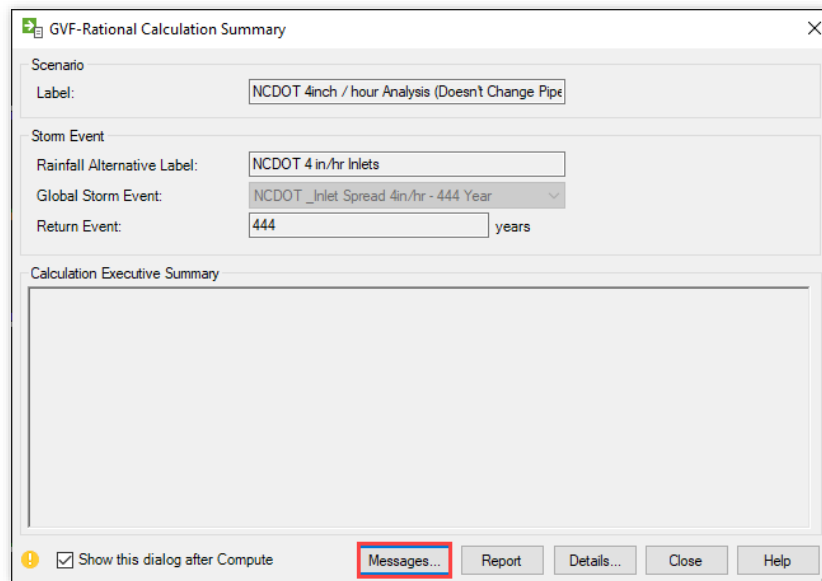 GVF-Rational Calculation Summary
Scenario
Label: NCDOT 4inch / hour Analysis (Doesn't Change Pipe
Storm Event
Rainfall Alternative Label: NCDOT 4 in/hr Inlets
Global Storm Event: NCDOT _Inlet Spread 4in/hr - 444 Year
Return Event: 444 years
Calculation Executive Summary
Show this dialog after Compute Messages... Report Details... Close Help